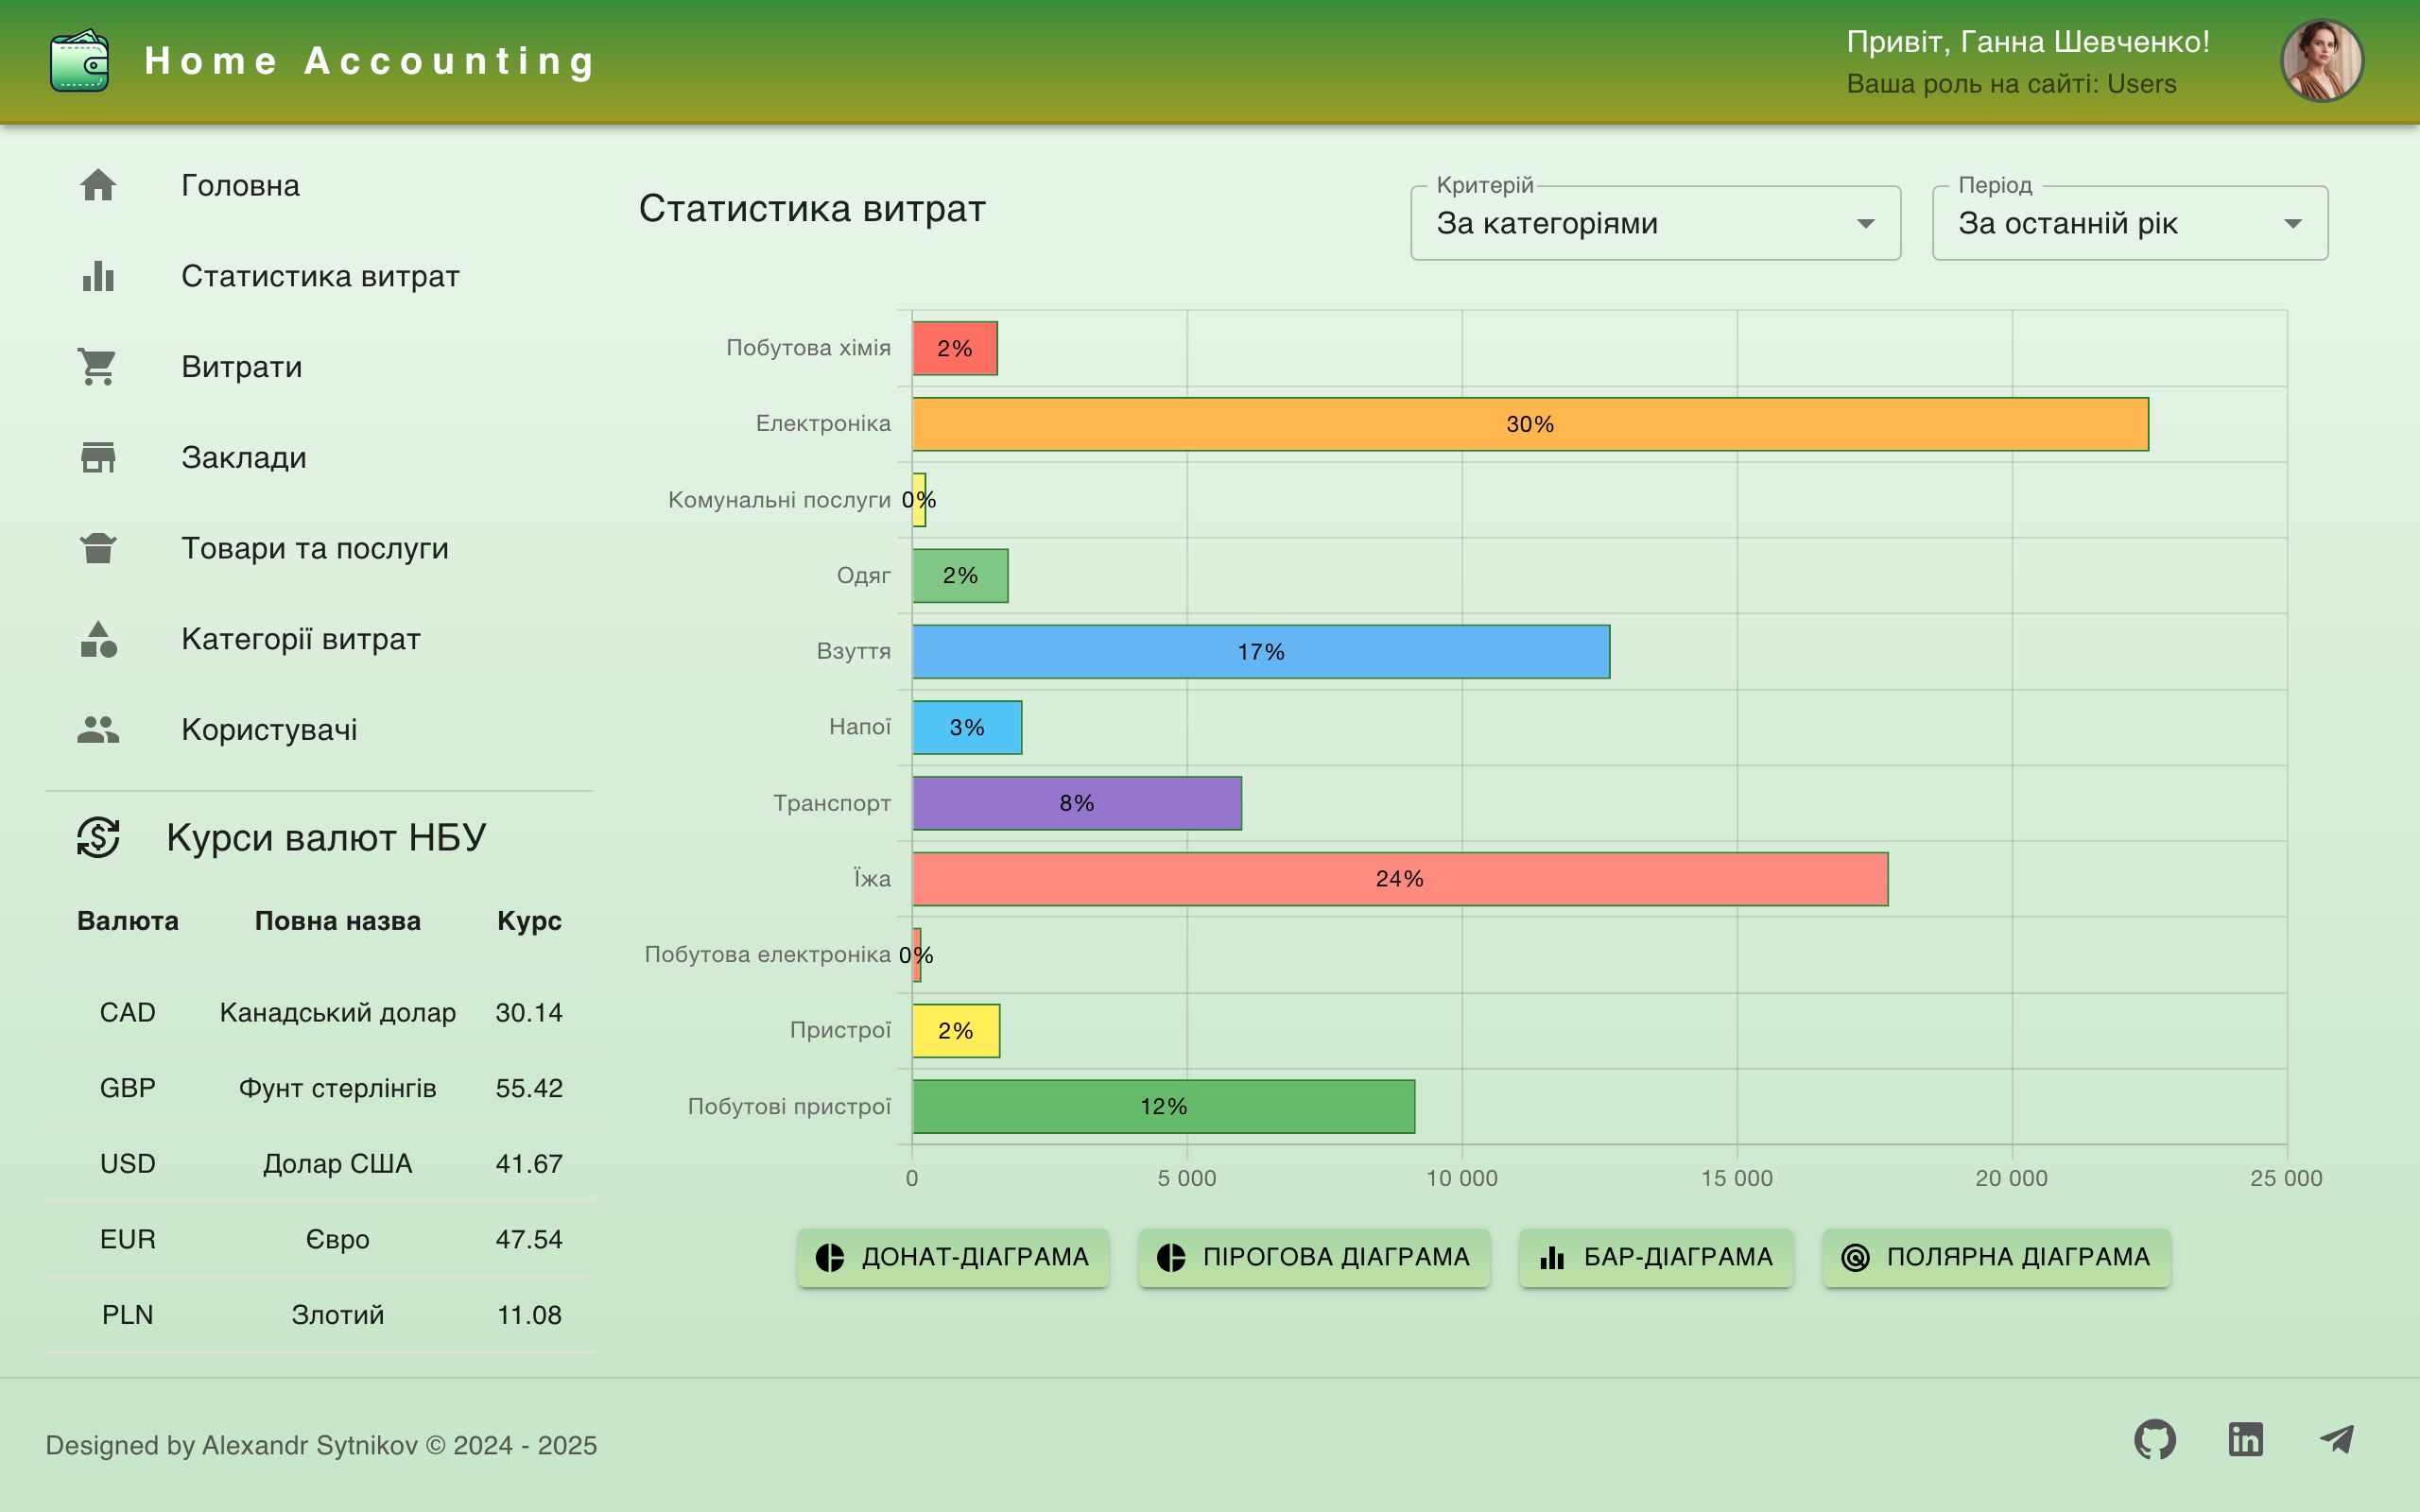 Home Accounting
Привіт, Ганна Шевченко!
Ваша роль на сайті: Users
Головна
Статистика витрат
Витрати
Заклади
Товари та послуги
Категорії витрат
Користувачі
Курси валют НБУ
Валюта Повна назва Курс
CAD Канадський долар 30.14
GBP Фунт стерлінгів 55.42
USD Долар США 41.67
EUR Євро 47.54
PLN Злотий 11.08
Статистика витрат
Критерій
За категоріями
Період
За останній рік
Побутова хімія 2%
Електроніка 30%
Комунальні послуги 0%
Одяг 2%
Взуття 17%
Напої 3%
Транспорт 8%
Їжа 24%
Побутова електроніка 0%
Пристрої 2%
Побутові пристрої 12%
0 5 000 10 000 15 000 20 000 25 000
ДОНАТ-ДІАГРАМА ПІРОГОВА ДІАГРАМА БАР-ДІАГРАМА ПОЛЯРНА ДІАГРАМА
Designed by Alexandr Sytnikov © 2024 - 2025